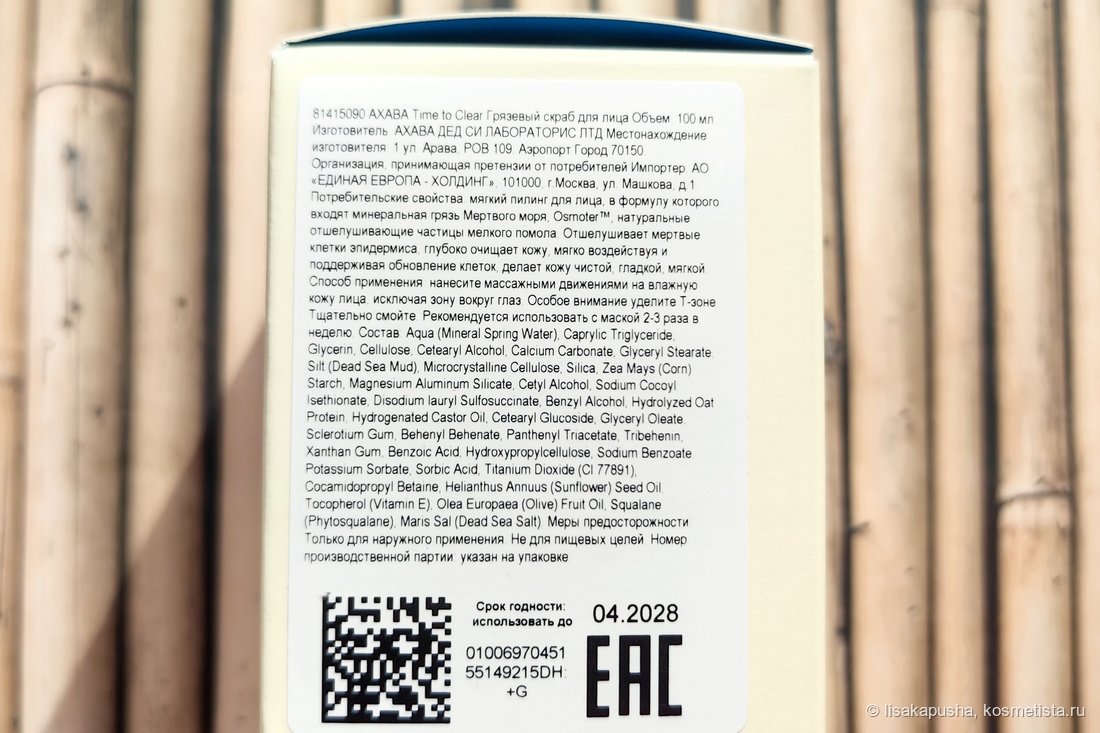 81415090 АХАВА Time to Clear Грязевый скраб для лица Объем 100 мл
Изготовитель АХАВА ДЕД СИ ЛАБОРАТОРИС ЛТД Местонахождение
изготовителя 1 ул. Арава, РОВ 109, Аэропорт Город 70150
Организация, принимающая претензии от потребителей Импортер АО
«ЕДИНАЯ ЕВРОПА - ХОЛДИНГ», 101000, г.Москва, ул. Машкова, д.1
Потребительские свойства мягкий пилинг для лица, в формулу которого
входят минеральная грязь Мертвого моря, Osmoter™, натуральные
отшелушивающие частицы мелкого помола. Отшелушивает мертвые
клетки эпидермиса, глубоко очищает кожу, мягко воздействуя и
поддерживая обновление клеток, делает кожу чистой, гладкой, мягкой
Способ применения нанесите массажными движениями на влажную
кожу лица, исключая зону вокруг глаз. Особое внимание уделите Т-зоне
Тщательно смойте. Рекомендуется использовать с маской 2-3 раза в
неделю. Состав Aqua (Mineral Spring Water), Caprylic Triglyceride,
Glycerin, Cellulose, Cetearyl Alcohol, Calcium Carbonate, Glyceryl Stearate,
Silt (Dead Sea Mud), Microcrystalline Cellulose, Silica, Zea Mays (Corn)
Starch, Magnesium Aluminum Silicate, Cetyl Alcohol, Sodium Cocoyl
Isethionate, Disodium lauryl Sulfosuccinate, Benzyl Alcohol, Hydrolyzed Oat
Protein, Hydrogenated Castor Oil, Cetearyl Glucoside, Glyceryl Oleate,
Sclerotium Gum, Behenyl Behenate, Panthenyl Triacetate, Tribehenin,
Xanthan Gum, Benzoic Acid, Hydroxypropylcellulose, Sodium Benzoate
Potassium Sorbate, Sorbic Acid, Titanium Dioxide (CI 77891),
Cocamidopropyl Betaine, Helianthus Annuus (Sunflower) Seed Oil
Tocopherol (Vitamin E), Olea Europaea (Olive) Fruit Oil, Squalane
(Phytosqualane), Maris Sal (Dead Sea Salt). Меры предосторожности
Только для наружного применения Не для пищевых целей Номер
производственной партии указан на упаковке
Срок годности:
использовать до
04.2028
01006970451
55149215DH:
+G
EAC
© lisakapusha, kosmetista.ru